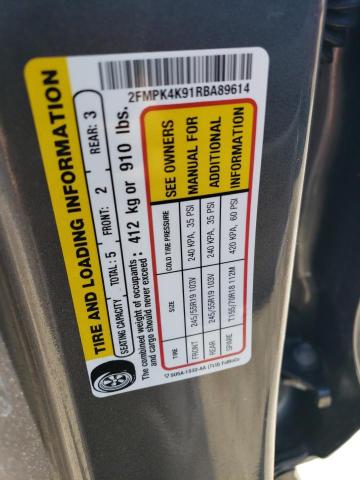 2FMPK4K91RBA89614
TIRE AND LOADING INFORMATION
SEATING CAPACITY TOTAL: 5 FRONT: 2 REAR: 3
The combined weight of occupants and cargo should never exceed: 412 kg or 910 lbs.
TIRE SIZE COLD TIRE PRESSURE
FRONT 245/55R19 103V 240 KPA, 35 PSI
REAR 245/55R19 103V 240 KPA, 35 PSI
SPARE T155/70R18 112M 420 KPA, 60 PSI
SEE OWNERS
MANUAL FOR
ADDITIONAL
INFORMATION